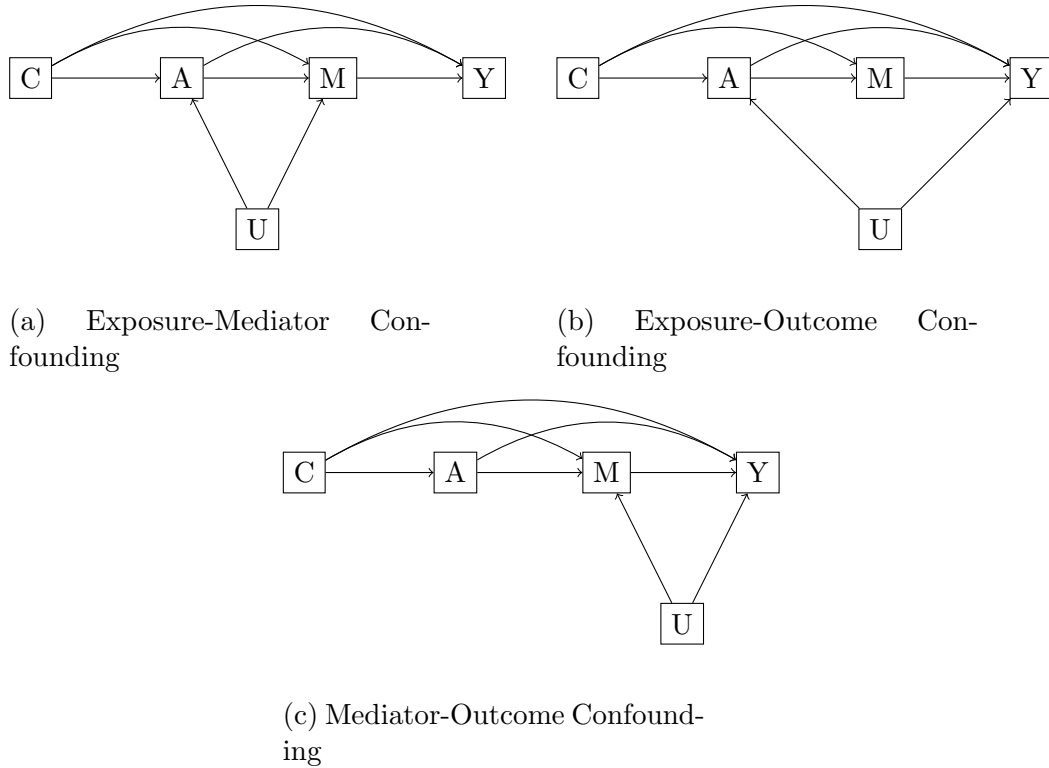 C A M Y
U
(a) Exposure-Mediator Con-
founding
C A M Y
U
(b) Exposure-Outcome Con-
founding
C A M Y
U
(c) Mediator-Outcome Confound-
ing